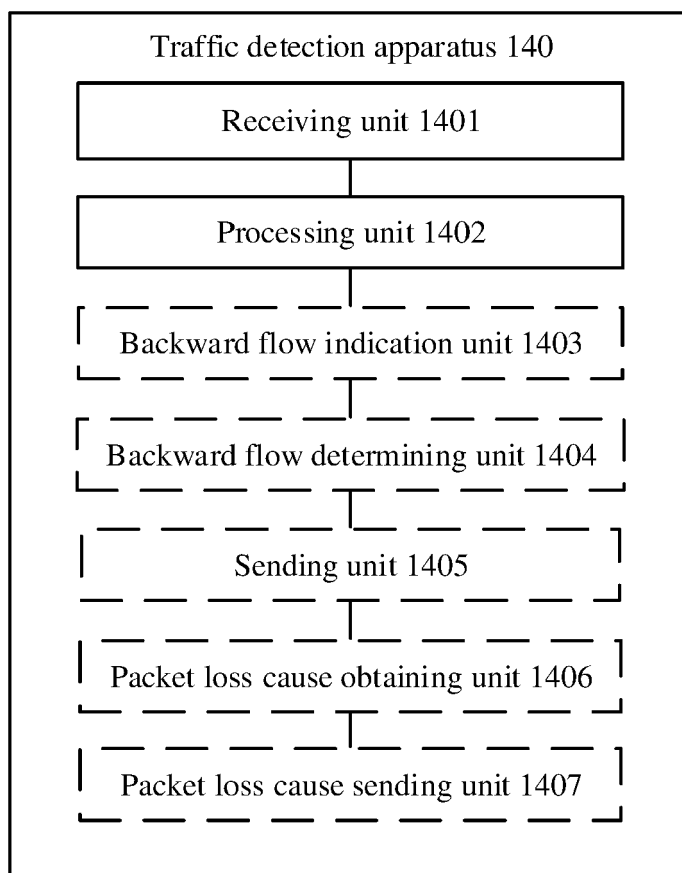 Traffic detection apparatus 140
Receiving unit 1401
Processing unit 1402
Backward flow indication unit 1403
Backward flow determining unit 1404
Sending unit 1405
Packet loss cause obtaining unit 1406
Packet loss cause sending unit 1407